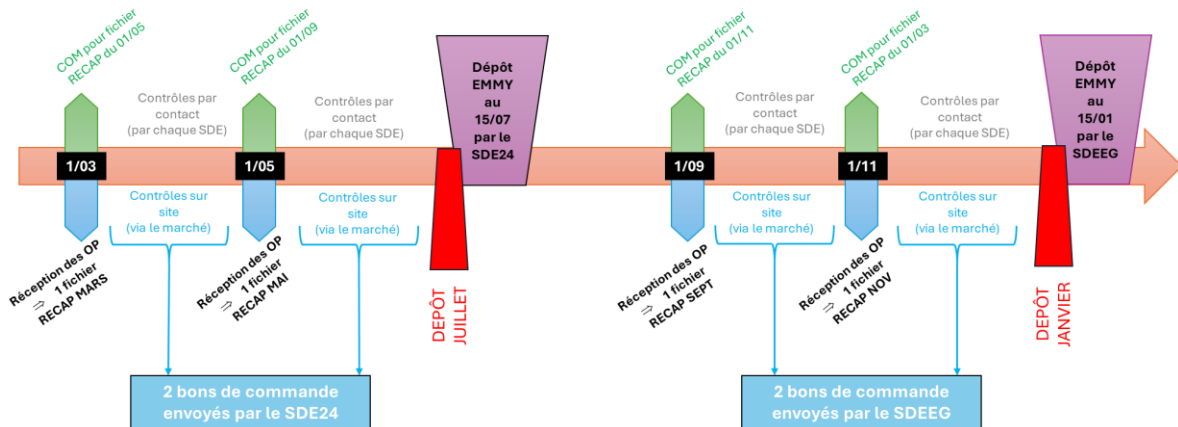 COM pour fichier
RECAP du 01/05
COM pour fichier
RECAP du 01/09
Dépôt
EMMY
au
15/07
par le
SDE24
COM pour fichier
RECAP du 01/11
COM pour fichier
RECAP du 01/03
Dépôt
EMMY
au
15/01
par le
SDEEG
Contrôles par
contact
(par chaque SDE)
Contrôles par
contact
(par chaque SDE)
Contrôles par
contact
(par chaque SDE)
Contrôles par
contact
(par chaque SDE)
1/03
1/05
1/09
1/11
Contrôles sur
site
(via le marché)
Contrôles sur
site
(via le marché)
Contrôles sur
site
(via le marché)
Contrôles sur
site
(via le marché)
Réception des OP
⇒ 1 fichier
RECAP MARS
Réception des OP
⇒ 1 fichier
RECAP MAI
DEPÔT
JUILLET
Réception des OP
⇒ 1 fichier
RECAP SEPT
Réception des OP
⇒ 1 fichier
RECAP NOV
DEPÔT
JANVIER
2 bons de commande
envoyés par le SDE24
2 bons de commande
envoyés par le SDEEG